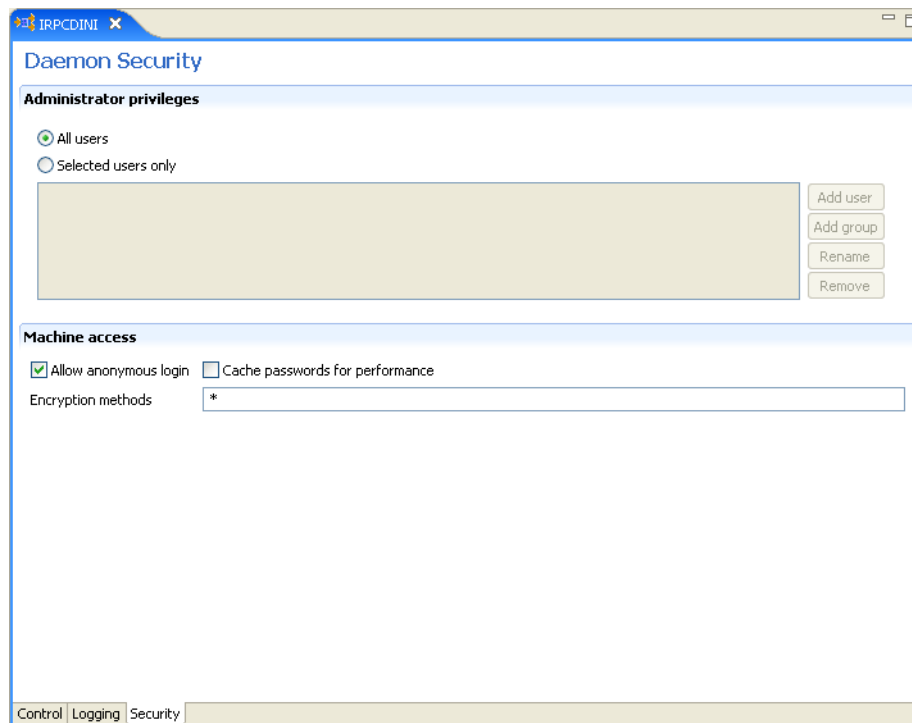 IRPCDINI
Daemon Security
Administrator privileges
All users
Selected users only
Add user
Add group
Rename
Remove
Machine access
Allow anonymous login Cache passwords for performance
Encryption methods *
Control Logging Security